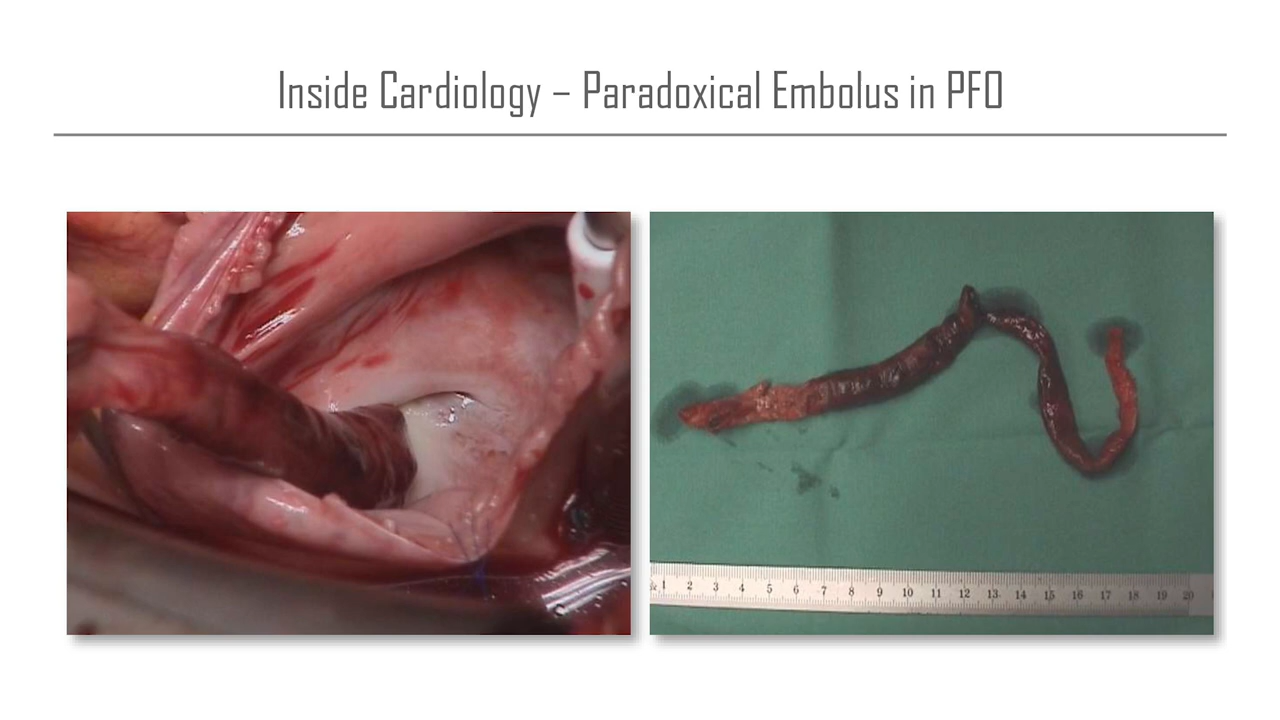 Inside Cardiology – Paradoxical Embolus in PFO
1 2 3 4 5 6 7 8 9 10 11 12 13 14 15 16 17 18 19 20